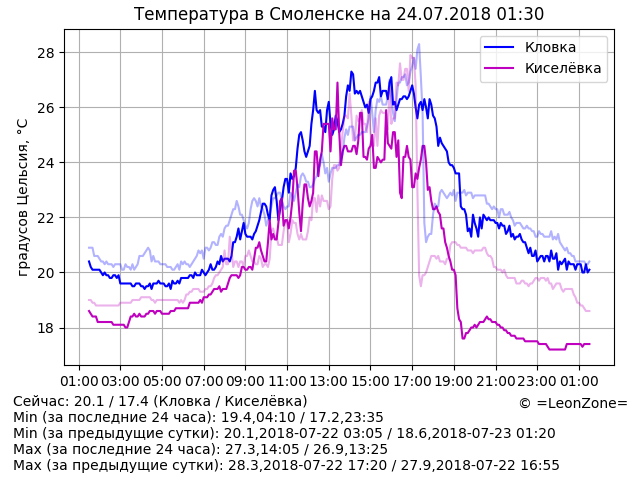 Температура в Смоленске на 24.07.2018 01:30
Кловка
Киселёвка
градусов Цельсия, °C
28
26
24
22
20
18
01:00 03:00 05:00 07:00 09:00 11:00 13:00 15:00 17:00 19:00 21:00 23:00 01:00
Сейчас: 20.1 / 17.4 (Кловка / Киселёвка)
© =LeonZone=
Min (за последние 24 часа): 19.4,04:10 / 17.2,23:35
Min (за предыдущие сутки): 20.1,2018-07-22 03:05 / 18.6,2018-07-23 01:20
Max (за последние 24 часа): 27.3,14:05 / 26.9,13:25
Max (за предыдущие сутки): 28.3,2018-07-22 17:20 / 27.9,2018-07-22 16:55